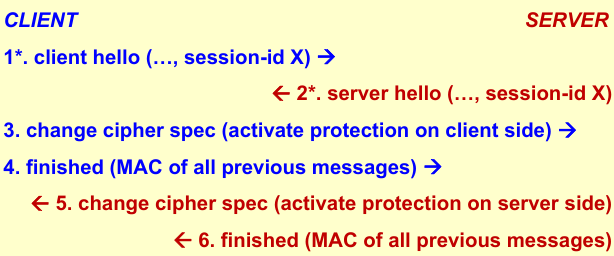 CLIENT SERVER
1*. client hello (…, session-id X) →
← 2*. server hello (…, session-id X)
3. change cipher spec (activate protection on client side) →
4. finished (MAC of all previous messages) →
← 5. change cipher spec (activate protection on server side)
← 6. finished (MAC of all previous messages)